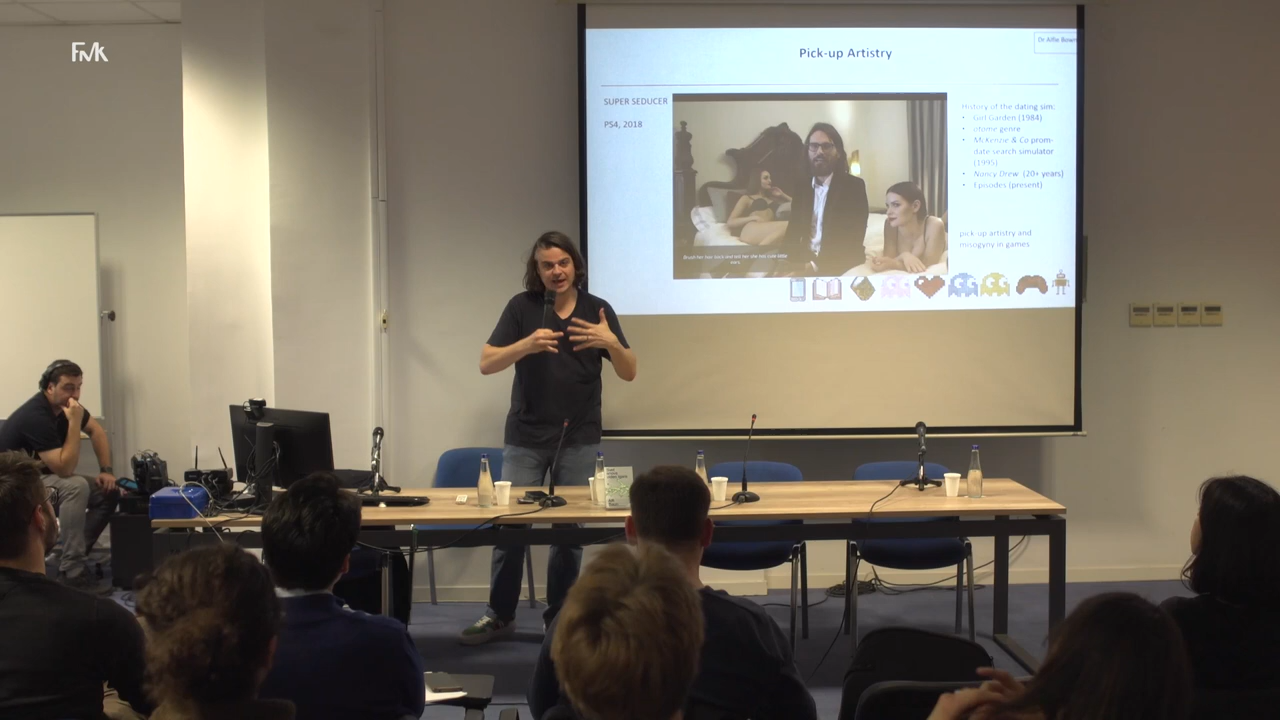 FMK
Pick-up Artistry
Dr Alfie Bown
SUPER SEDUCER
PS4, 2018
History of the dating sim:
• Girl Garden (1984)
• otome genre
• McKenzie & Co prom-
date search simulator
(1995)
• Nancy Drew (20+ years)
• Episodes (present)
pick-up artistry and
misogyny in games